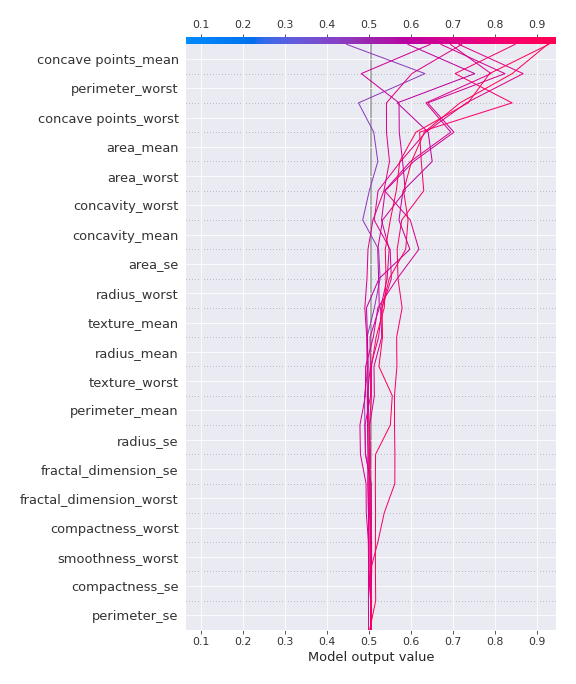 0.1 0.2 0.3 0.4 0.5 0.6 0.7 0.8 0.9
concave points_mean
perimeter_worst
concave points_worst
area_mean
area_worst
concavity_worst
concavity_mean
area_se
radius_worst
texture_mean
radius_mean
texture_worst
perimeter_mean
radius_se
fractal_dimension_se
fractal_dimension_worst
compactness_worst
smoothness_worst
compactness_se
perimeter_se
0.1 0.2 0.3 0.4 0.5 0.6 0.7 0.8 0.9
Model output value